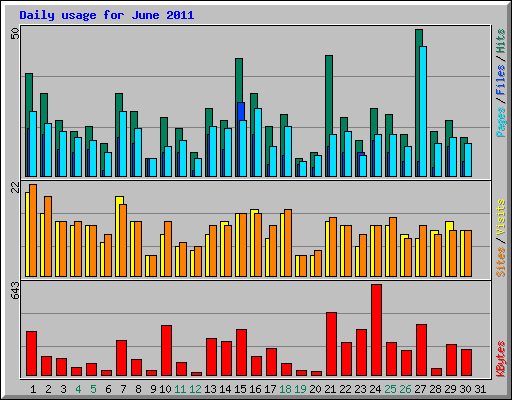 Daily usage for June 2011
50
Pages / Files / Hits
22
Sites / Visits
643
KBytes
1 2 3 4 5 6 7 8 9 10 11 12 13 14 15 16 17 18 19 20 21 22 23 24 25 26 27 28 29 30 31